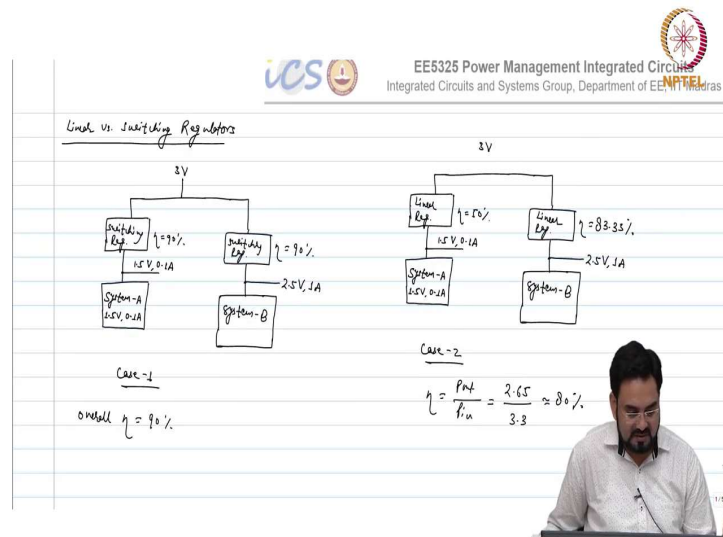 iCS
EE5325 Power Management Integrated Circuits
NPTEL
Integrated Circuits and Systems Group, Department of EE, IIT Madras
Linear vs. Switching Regulators
3V
Switching Reg.
η = 90%
1.5V, 0.1A
System-A
1.5V, 0.1A
Switching Reg.
η = 90%
2.5V, 1A
System-B
Case-1
overall η = 90%
3V
Linear Reg.
η = 50%
1.5V, 0.1A
System-A
1.5V, 0.1A
Linear Reg.
η = 83.33%
2.5V, 1A
System-B
Case-2
η = Pout / Pin = 2.65 / 3.3 ≈ 80%